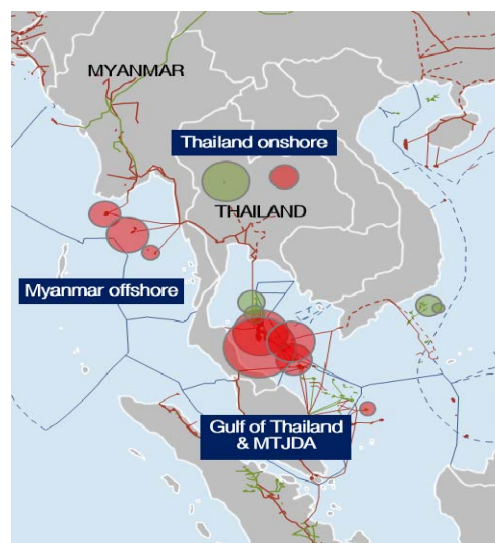 MYANMAR
Thailand onshore
THAILAND
Myanmar offshore
Gulf of Thailand
& MTJDA